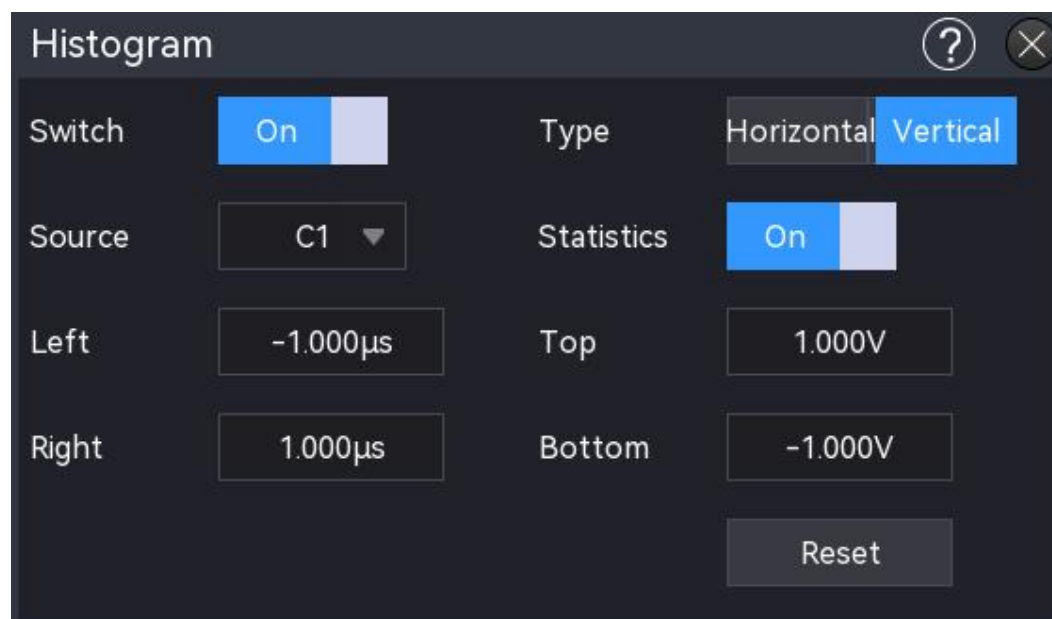 Histogram ?
Switch On Type Horizontal Vertical
Source C1 Statistics On
Left -1.000μs Top 1.000V
Right 1.000μs Bottom -1.000V
Reset